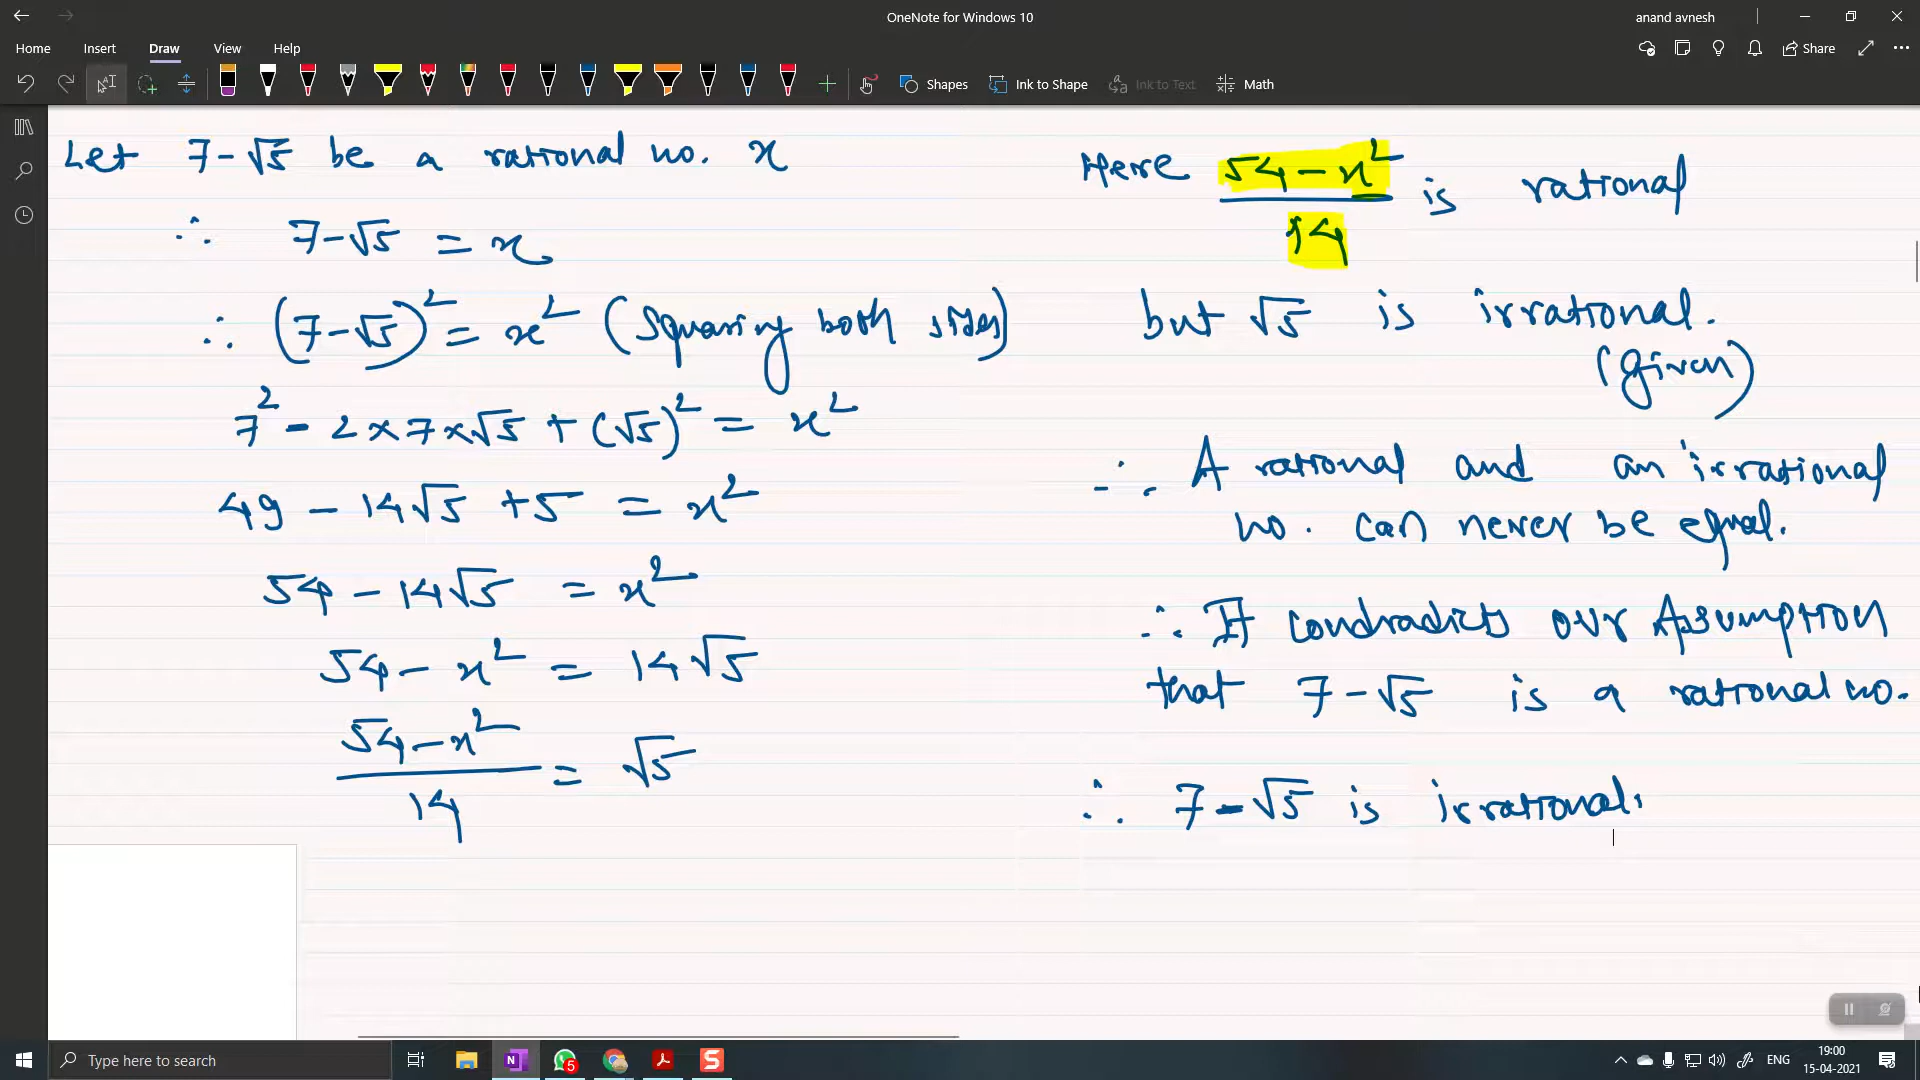 OneNote for Windows 10
anand avnesh
Home Insert Draw View Help
Share
Shapes Ink to Shape Ink to Text Math
Let 7-√5 be a rational no. x
∴ 7-√5 = x
∴ (7-√5)² = x² (Squaring both sides)
7² - 2×7×√5 + (√5)² = x²
49 - 14√5 + 5 = x²
54 - 14√5 = x²
54 - x² = 14√5
54-x²
14
= √5
Here 54-x²
14
is rational
but √5 is irrational.
(given)
∴ A rational and an irrational
no. can never be equal.
∴ It condradicts our Assumption
that 7-√5 is a rational no.
∴ 7-√5 is irrational.
Type here to search
5
ENG
19:00
15-04-2021